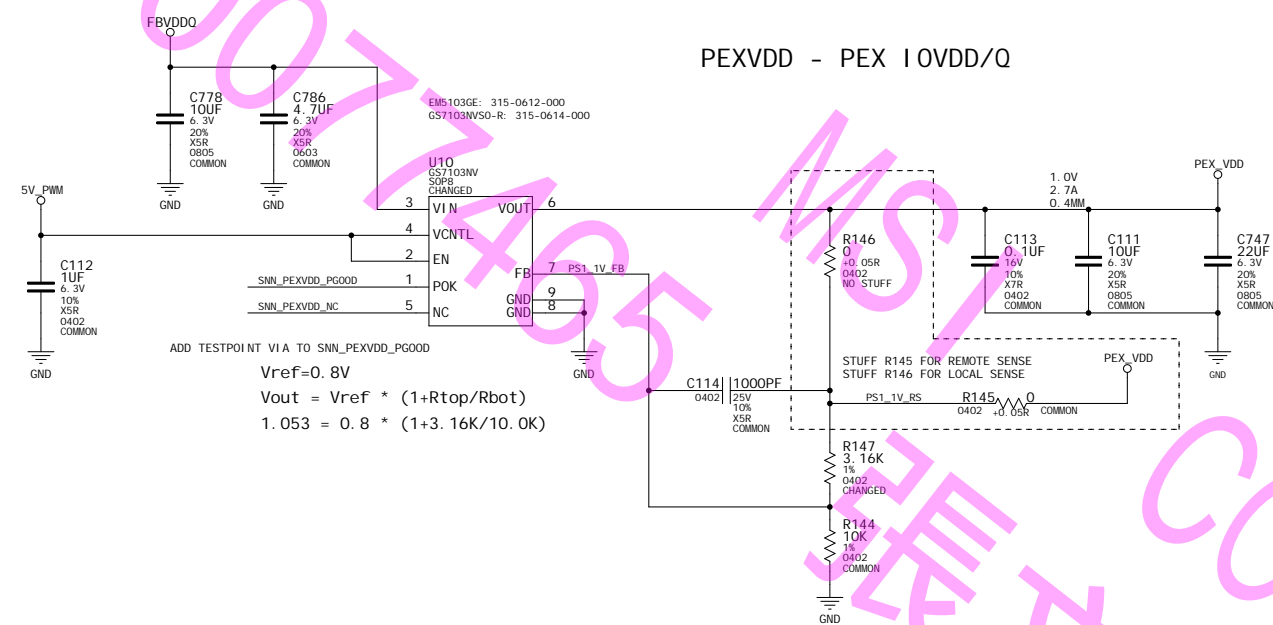 FBVDDQ
PEXVDD - PEX IOVDD/Q
C778
10UF
6.3V
20%
X5R
0805
COMMON
GND
C786
4.7UF
6.3V
20%
X5R
0603
COMMON
GND
EM5103GE: 315-0612-000
GS7103NVSO-R: 315-0614-000
U10
GS7103NV
SOP8
CHANGED
3 VIN VOUT 6
4 VCNTL
2 EN
FB 7 PS1_1V_FB
SNN_PEXVDD_PGOOD 1 POK
GND 9
SNN_PEXVDD_NC 5 NC GND 8
GND
5V_PWM
C112
1UF
6.3V
10%
X5R
0402
COMMON
GND
ADD TESTPOINT VIA TO SNN_PEXVDD_PGOOD
Vref=0.8V
Vout = Vref * (1+Rtop/Rbot)
1.053 = 0.8 * (1+3.16K/10.0K)
R146
0
+0.05R
0402
NO STUFF
1.0V
2.7A
0.4MM
PEX_VDD
C113
0.1UF
16V
10%
X7R
0402
COMMON
C111
10UF
6.3V
20%
X5R
0805
COMMON
C747
22UF
6.3V
20%
X5R
0805
COMMON
GND
STUFF R145 FOR REMOTE SENSE
STUFF R146 FOR LOCAL SENSE
PEX_VDD
PS1_1V_RS R145 0
0402 +0.05R COMMON
C114 1000PF
0402 25V
10%
X5R
COMMON
R147
3.16K
1%
0402
CHANGED
R144
10K
1%
0402
COMMON
GND
0077465 MSI CO
張